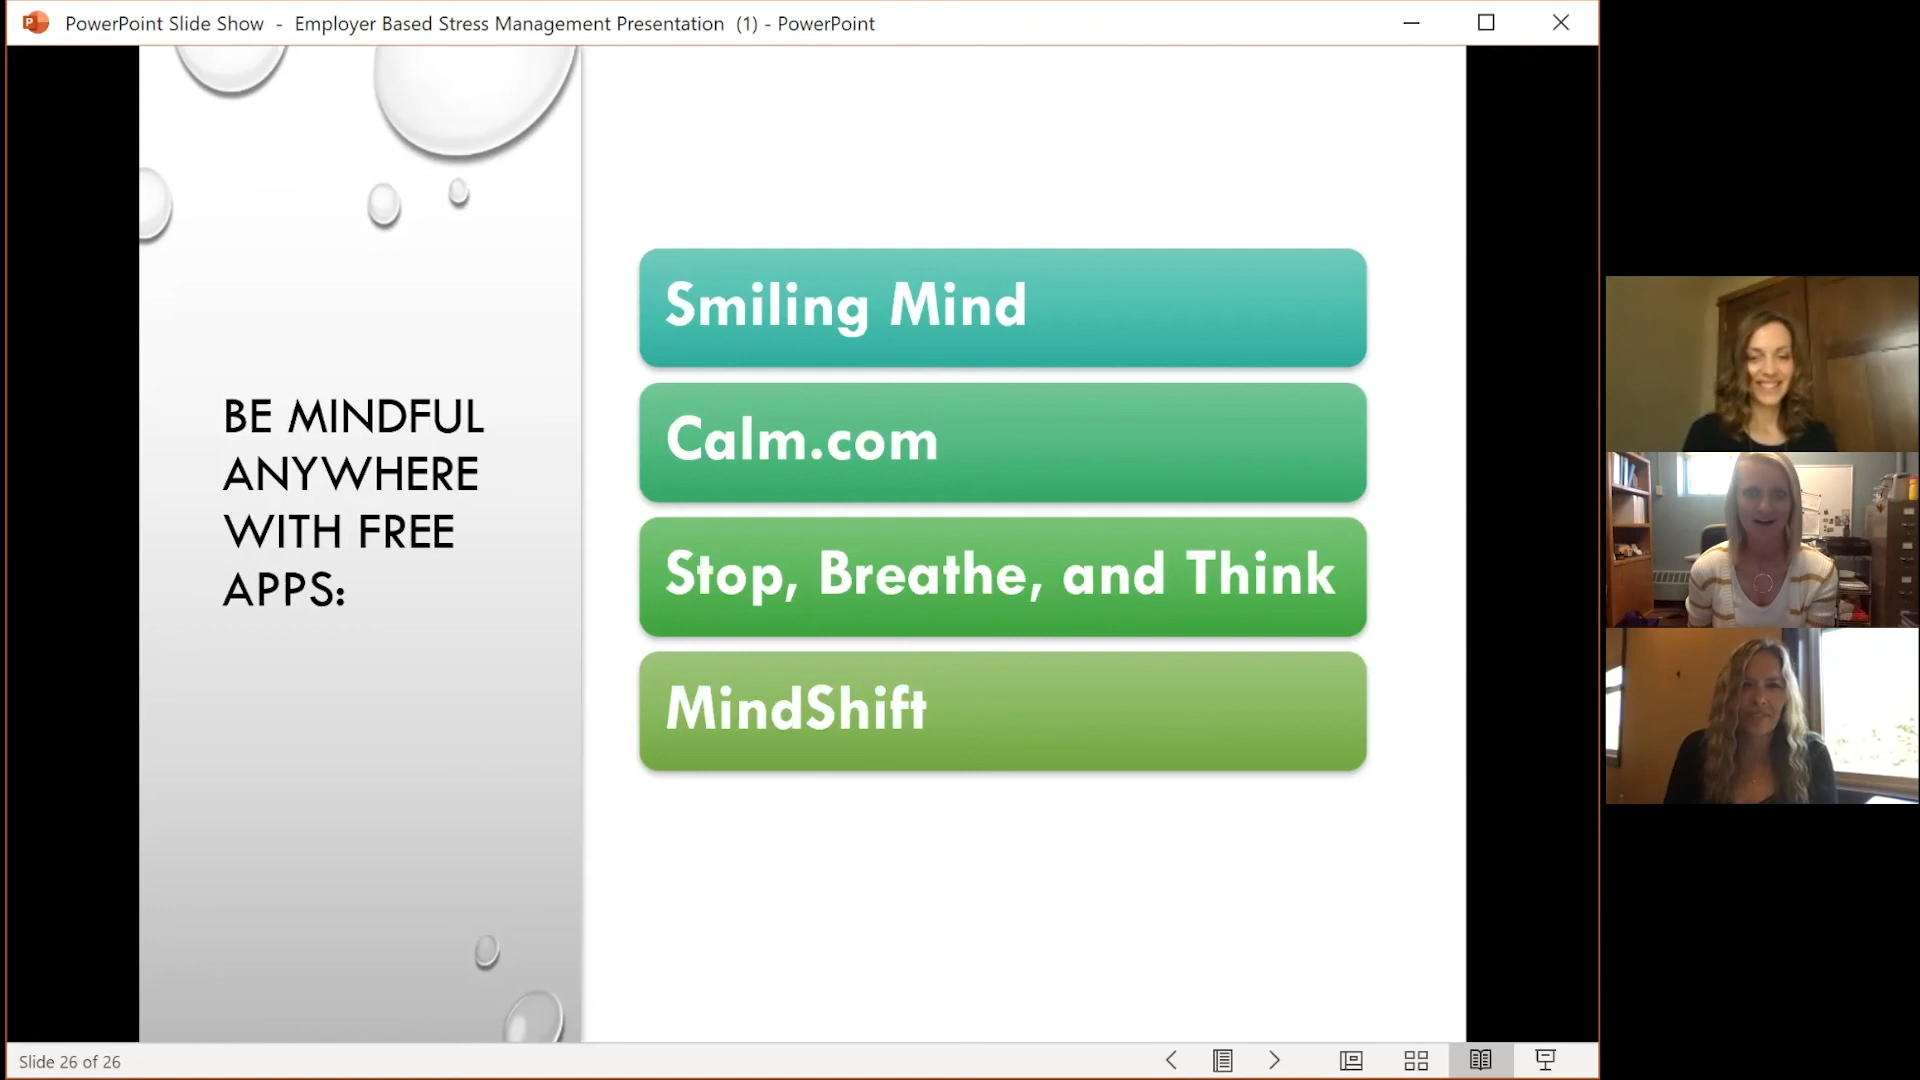 PowerPoint Slide Show - Employer Based Stress Management Presentation (1) - PowerPoint
BE MINDFUL
ANYWHERE
WITH FREE
APPS:
Smiling Mind
Calm.com
Stop, Breathe, and Think
MindShift
Slide 26 of 26